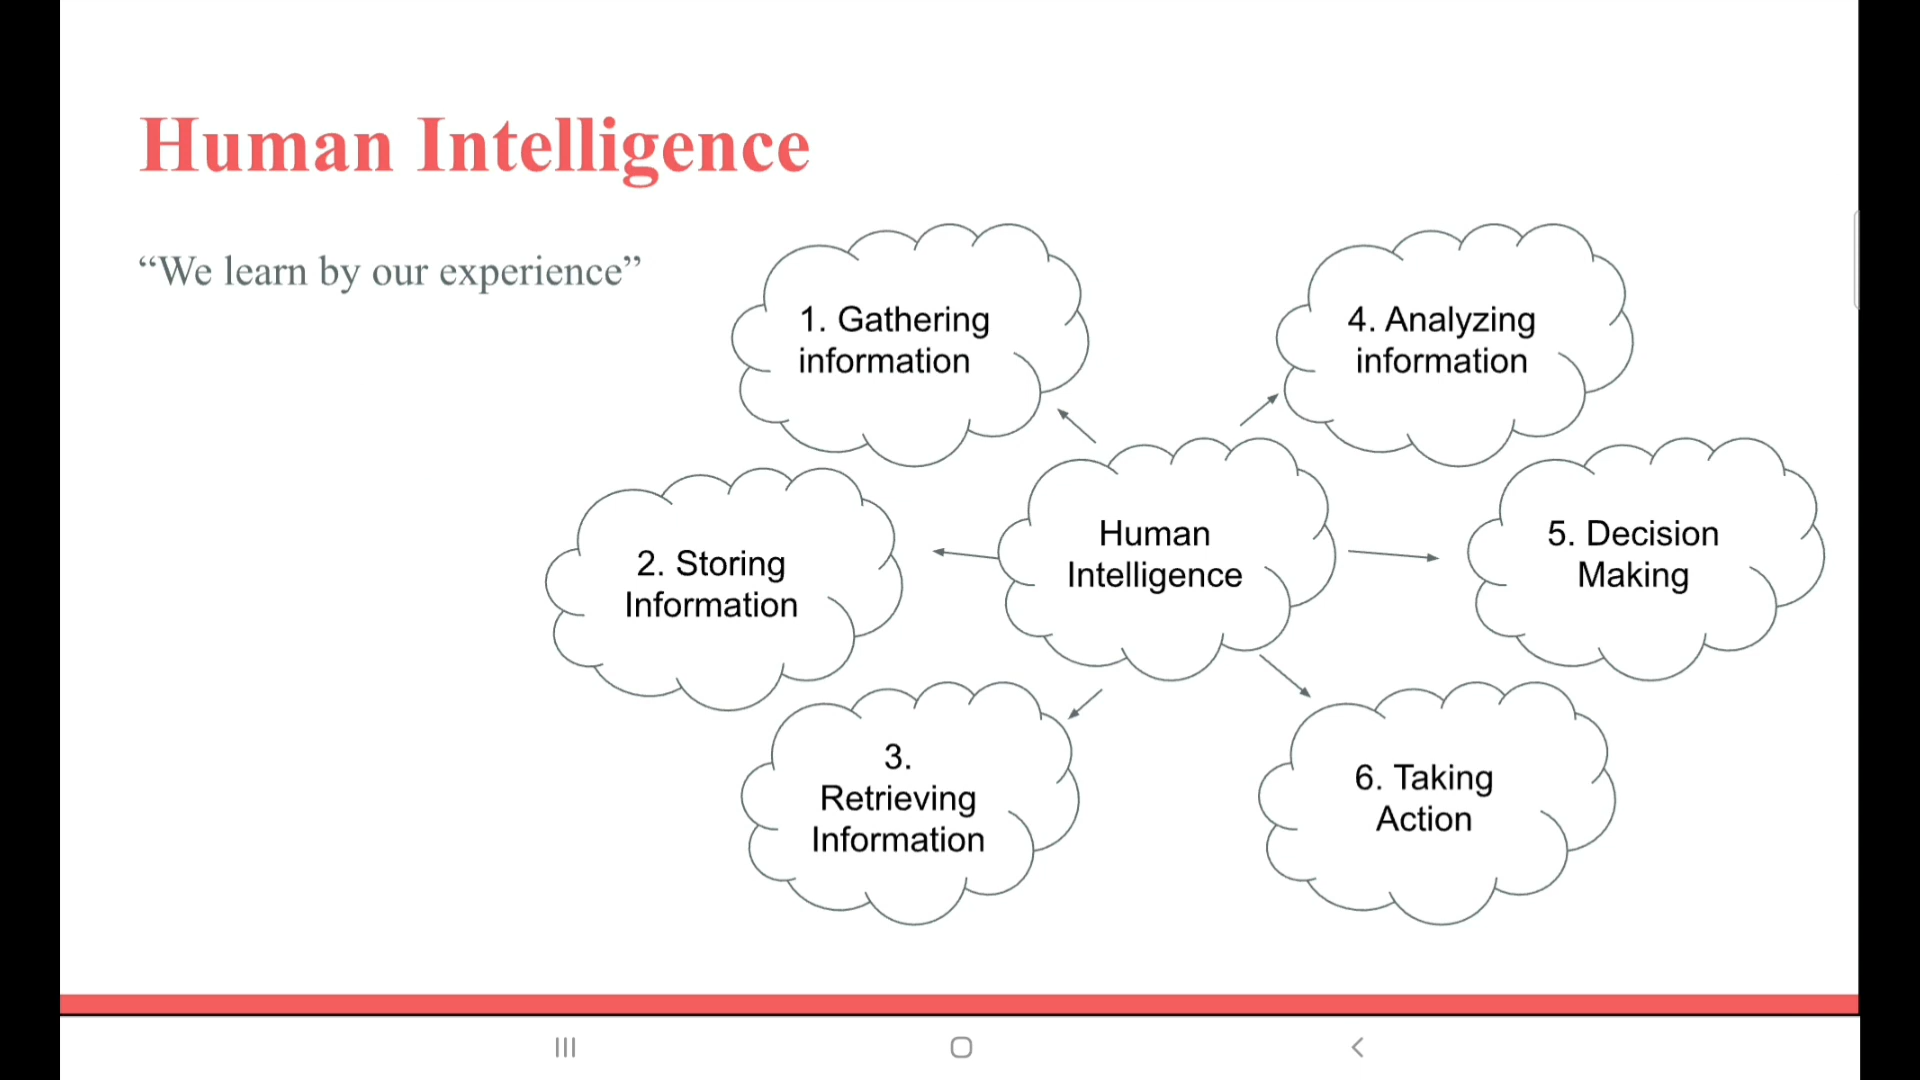 Human Intelligence
“We learn by our experience”
1. Gathering
information
4. Analyzing
information
2. Storing
Information
Human
Intelligence
5. Decision
Making
3.
Retrieving
Information
6. Taking
Action